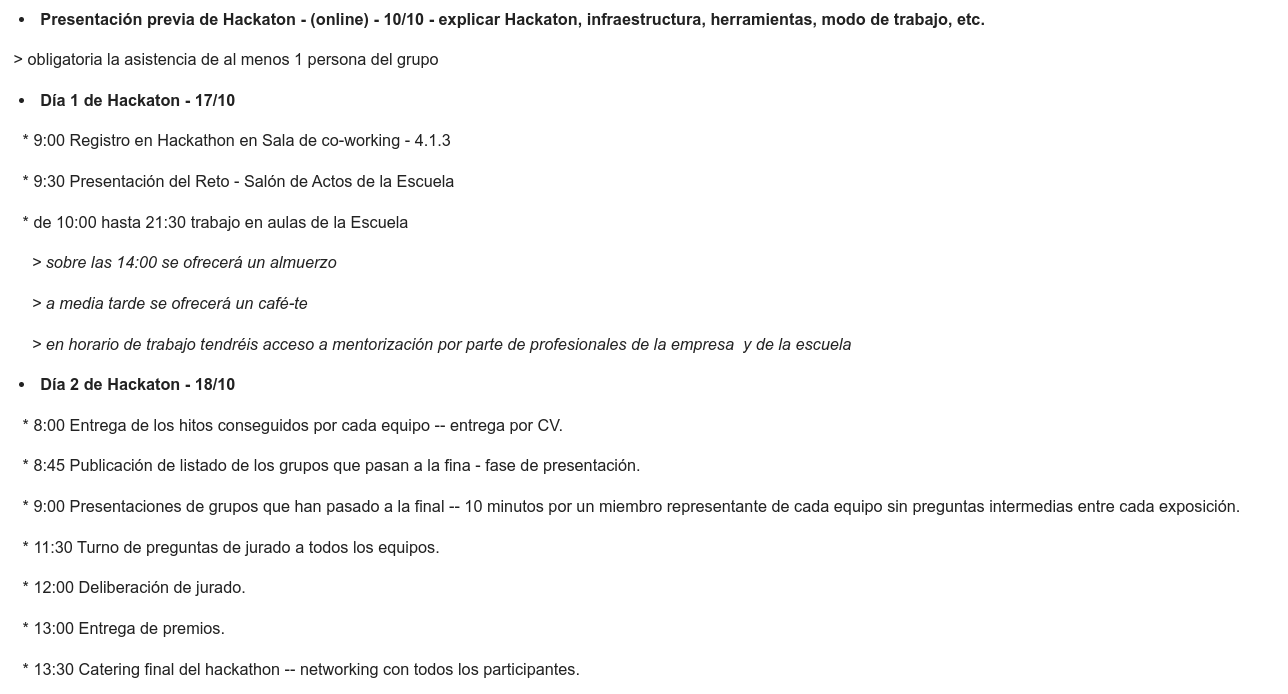 • Presentación previa de Hackaton - (online) - 10/10 - explicar Hackaton, infraestructura, herramientas, modo de trabajo, etc.
> obligatoria la asistencia de al menos 1 persona del grupo
• Día 1 de Hackaton - 17/10
* 9:00 Registro en Hackathon en Sala de co-working - 4.1.3
* 9:30 Presentación del Reto - Salón de Actos de la Escuela
* de 10:00 hasta 21:30 trabajo en aulas de la Escuela
> sobre las 14:00 se ofrecerá un almuerzo
> a media tarde se ofrecerá un café-te
> en horario de trabajo tendréis acceso a mentorización por parte de profesionales de la empresa  y de la escuela
• Día 2 de Hackaton - 18/10
* 8:00 Entrega de los hitos conseguidos por cada equipo -- entrega por CV.
* 8:45 Publicación de listado de los grupos que pasan a la fina - fase de presentación.
* 9:00 Presentaciones de grupos que han pasado a la final -- 10 minutos por un miembro representante de cada equipo sin preguntas intermedias entre cada exposición.
* 11:30 Turno de preguntas de jurado a todos los equipos.
* 12:00 Deliberación de jurado.
* 13:00 Entrega de premios.
* 13:30 Catering final del hackathon -- networking con todos los participantes.